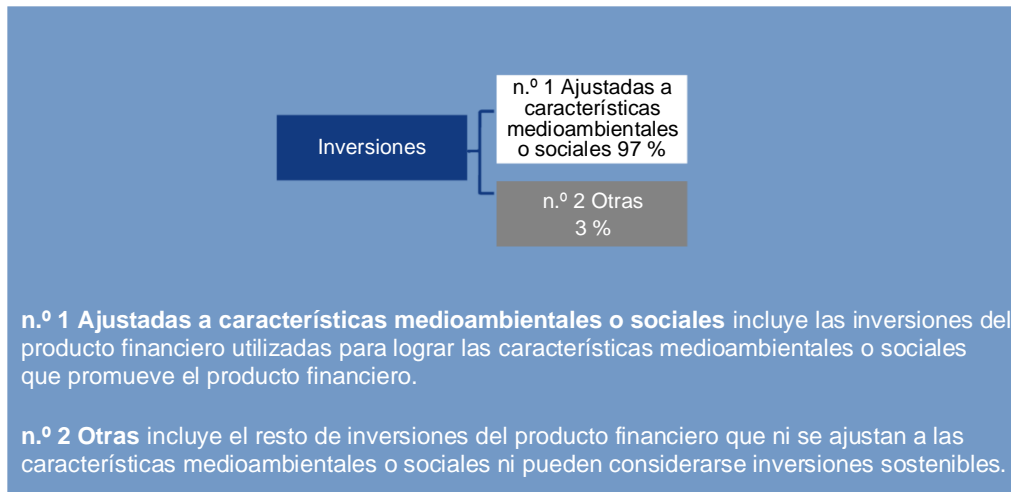 n.º 1 Ajustadas a
características
medioambientales
o sociales 97 %
Inversiones
n.º 2 Otras
3 %
n.º 1 Ajustadas a características medioambientales o sociales incluye las inversiones del
producto financiero utilizadas para lograr las características medioambientales o sociales
que promueve el producto financiero.
n.º 2 Otras incluye el resto de inversiones del producto financiero que ni se ajustan a las
características medioambientales o sociales ni pueden considerarse inversiones sostenibles.